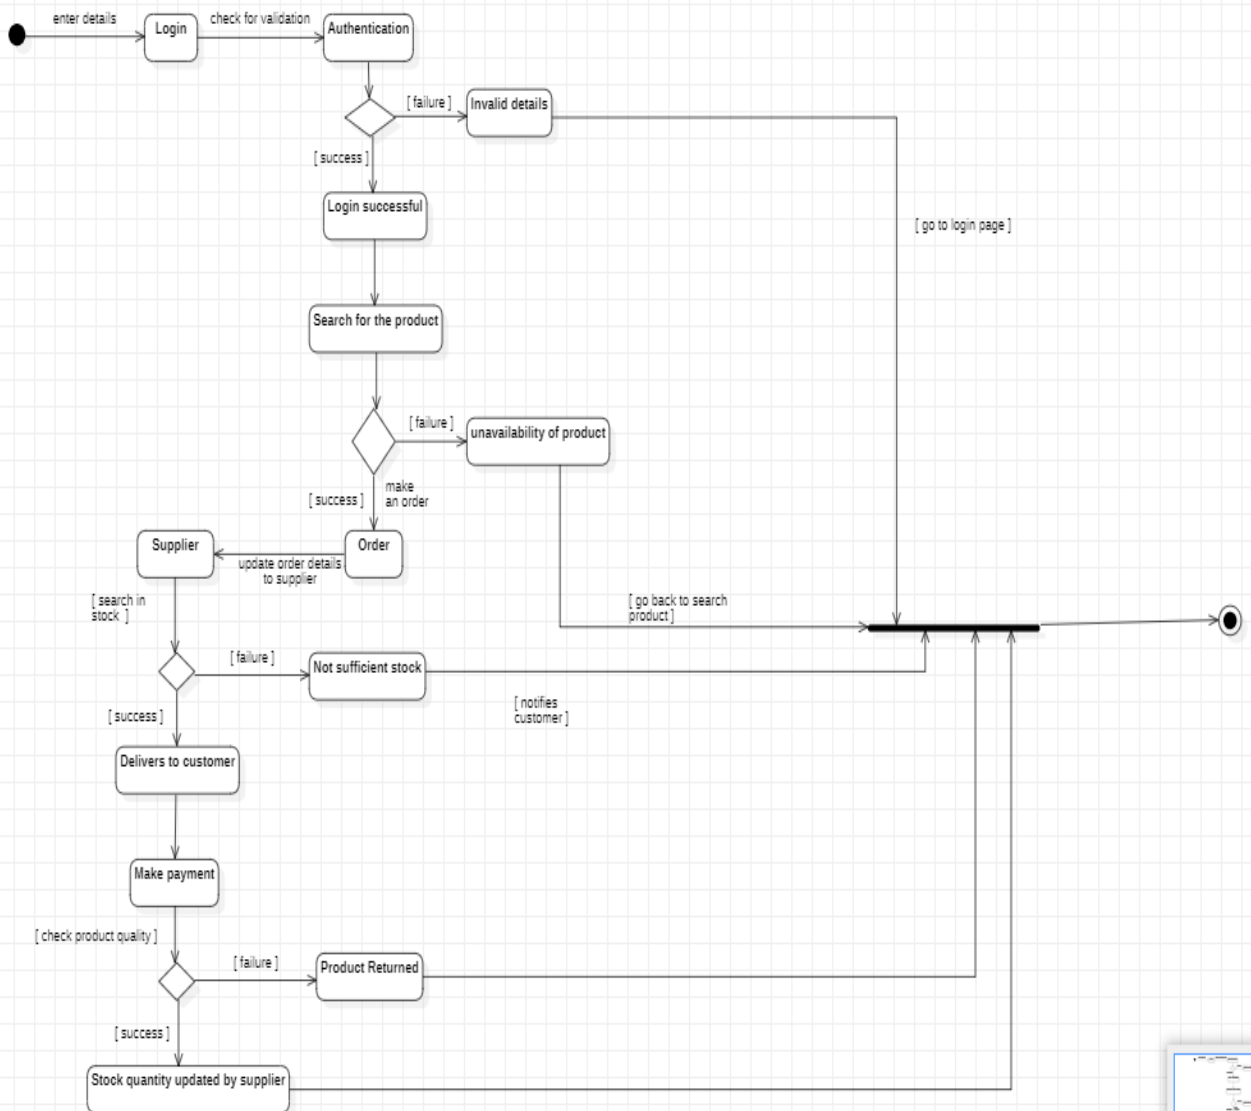 enter details
Login
check for validation
Authentication
[ failure ]
Invalid details
[ success ]
Login successful
[ go to login page ]
Search for the product
[ failure ]
unavailability of product
[ success ]
make
an order
Supplier
Order
update order details
to supplier
[ search in
stock  ]
[ go back to search
product ]
[ failure ]
Not sufficient stock
[ notifies
customer ]
[ success ]
Delivers to customer
Make payment
[ check product quality ]
[ failure ]
Product Returned
[ success ]
Stock quantity updated by supplier